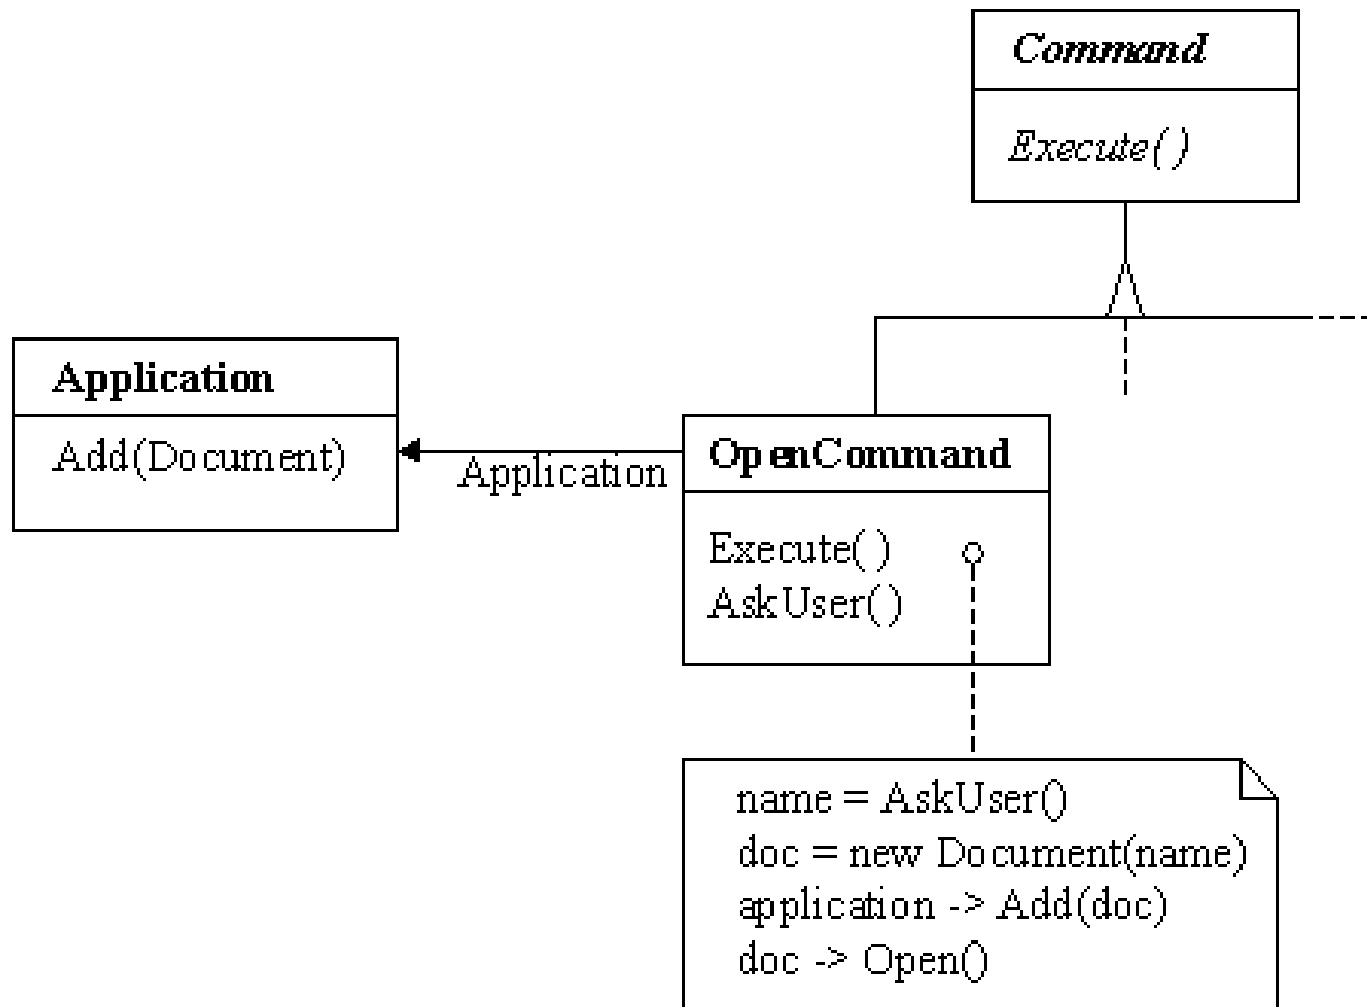 Command
Execute( )
Application
Add(Document)
Application
OpenCommand
Execute( )
AskUser( )
name = AskUser()
doc = new Document(name)
application -> Add(doc)
doc -> Open()